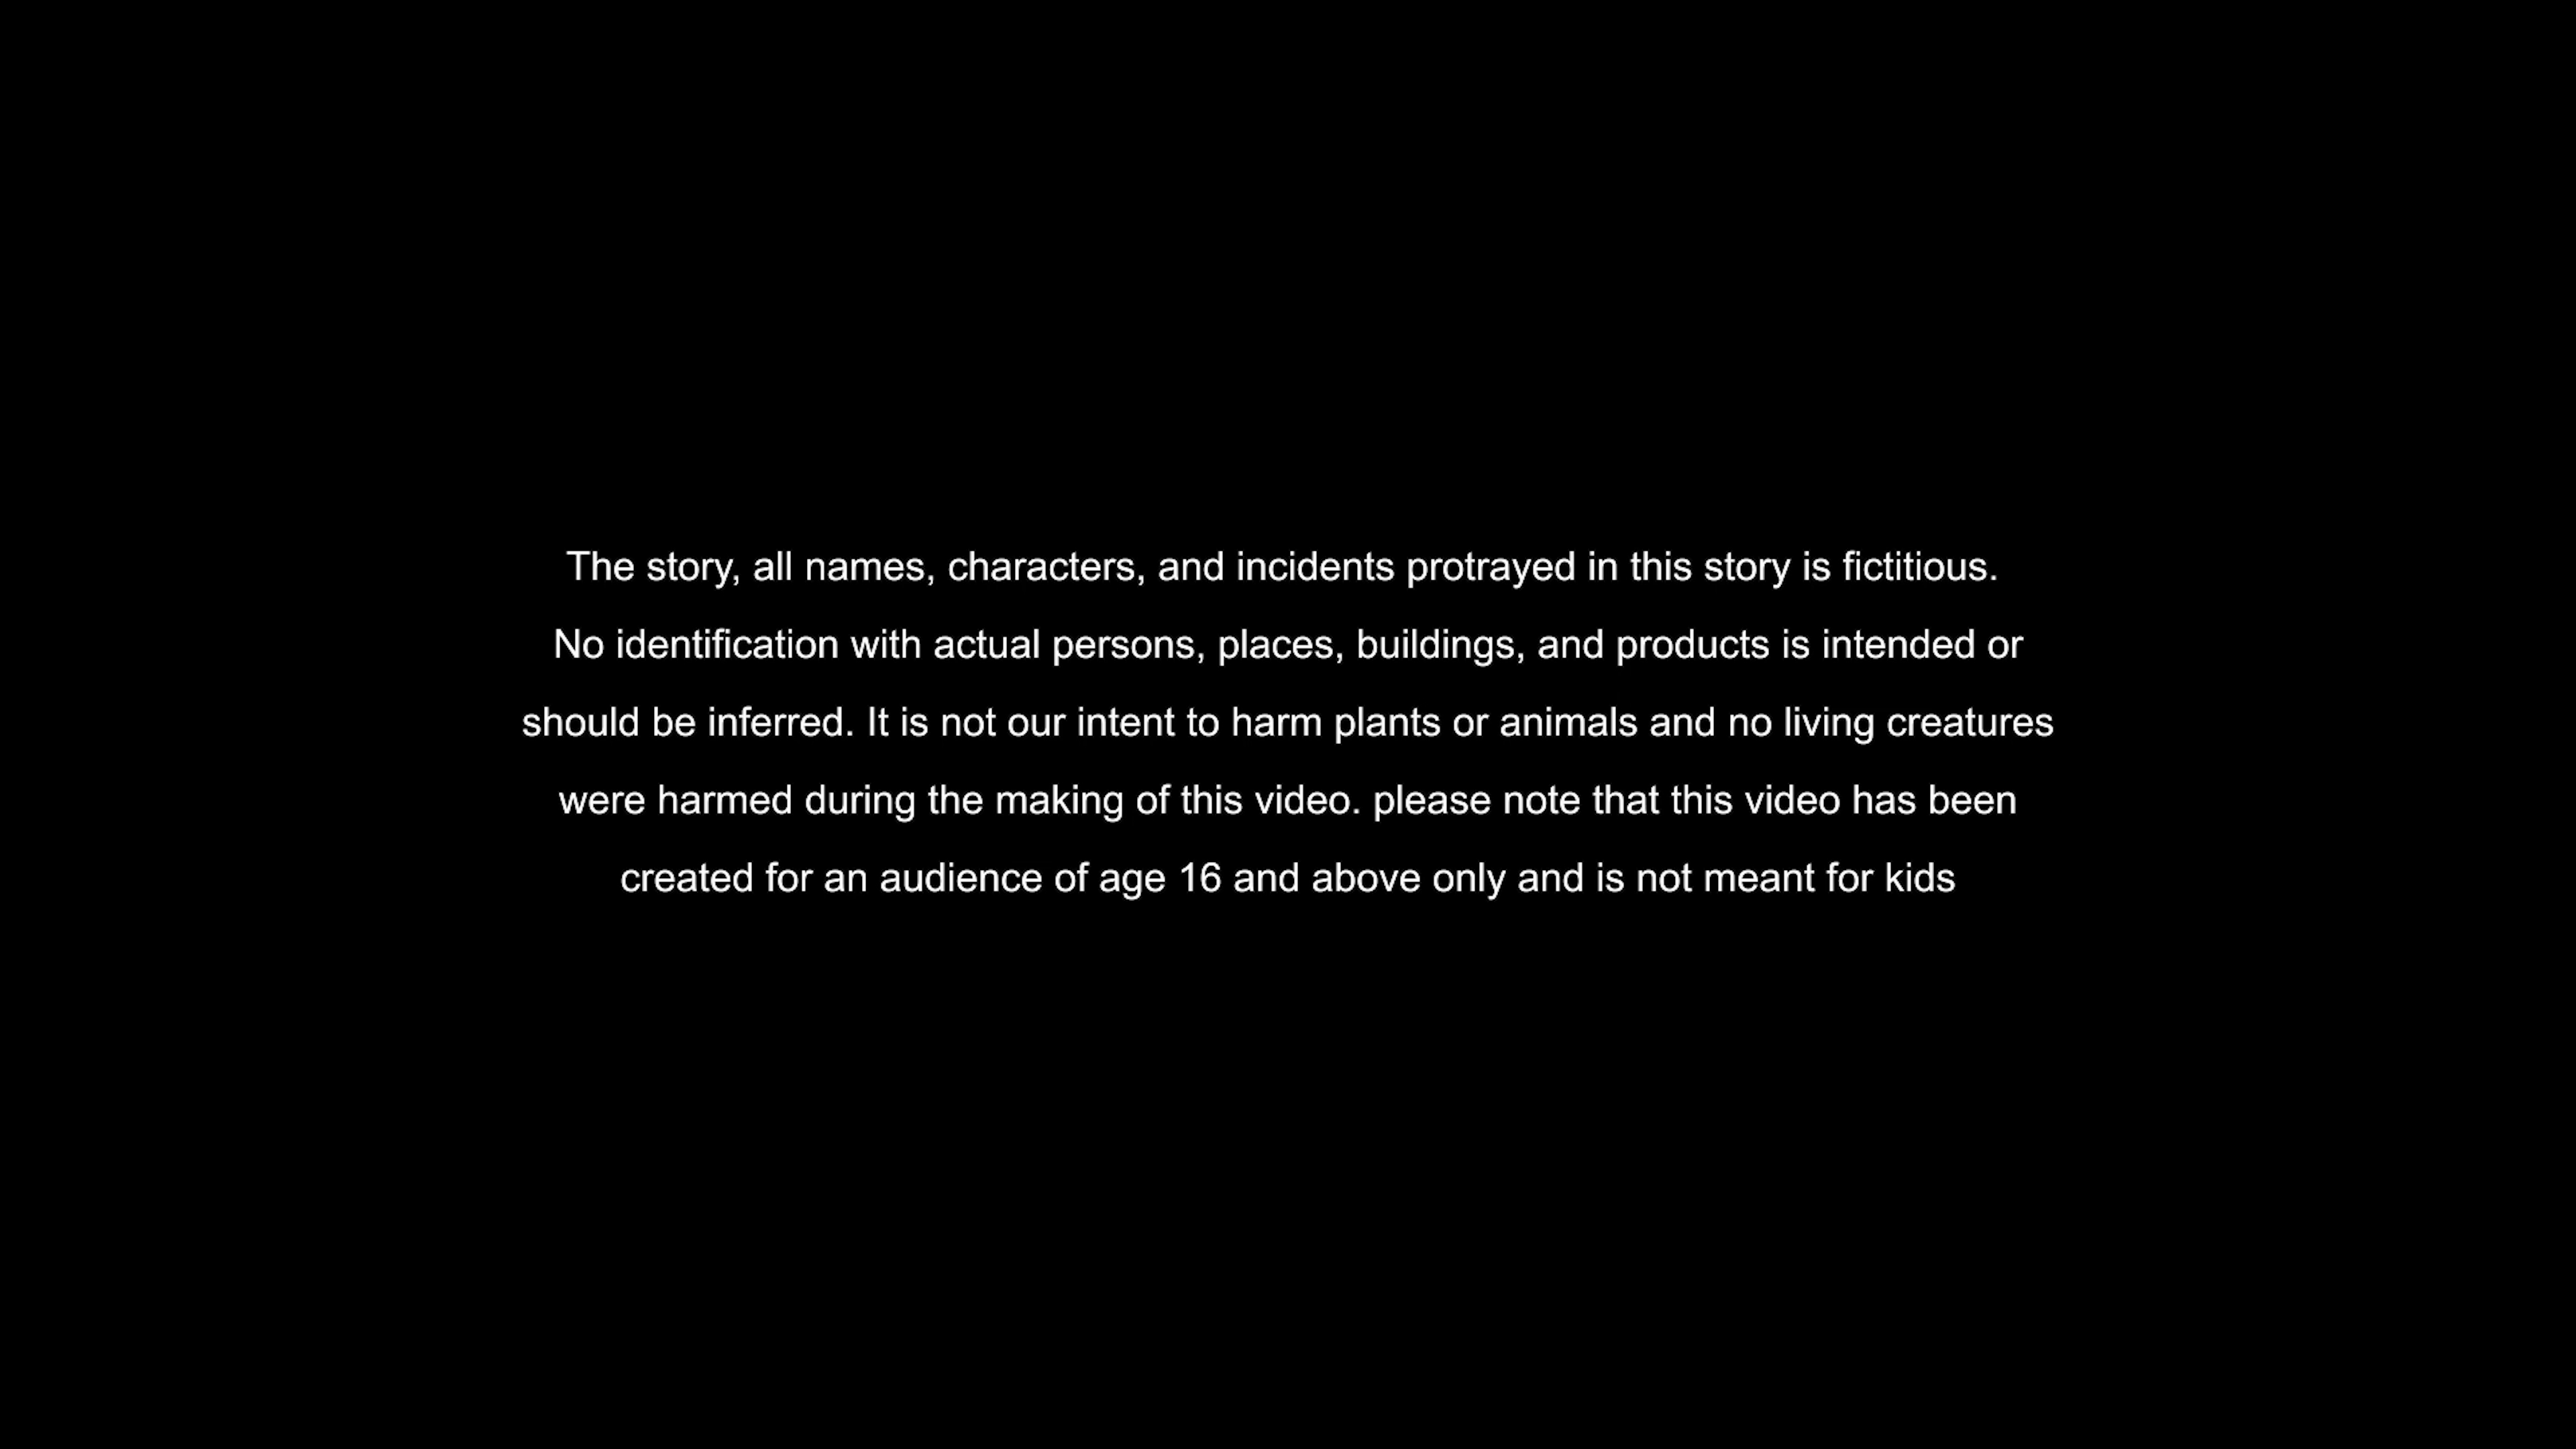 The story, all names, characters, and incidents protrayed in this story is fictitious.
No identification with actual persons, places, buildings, and products is intended or
should be inferred. It is not our intent to harm plants or animals and no living creatures
were harmed during the making of this video. please note that this video has been
created for an audience of age 16 and above only and is not meant for kids